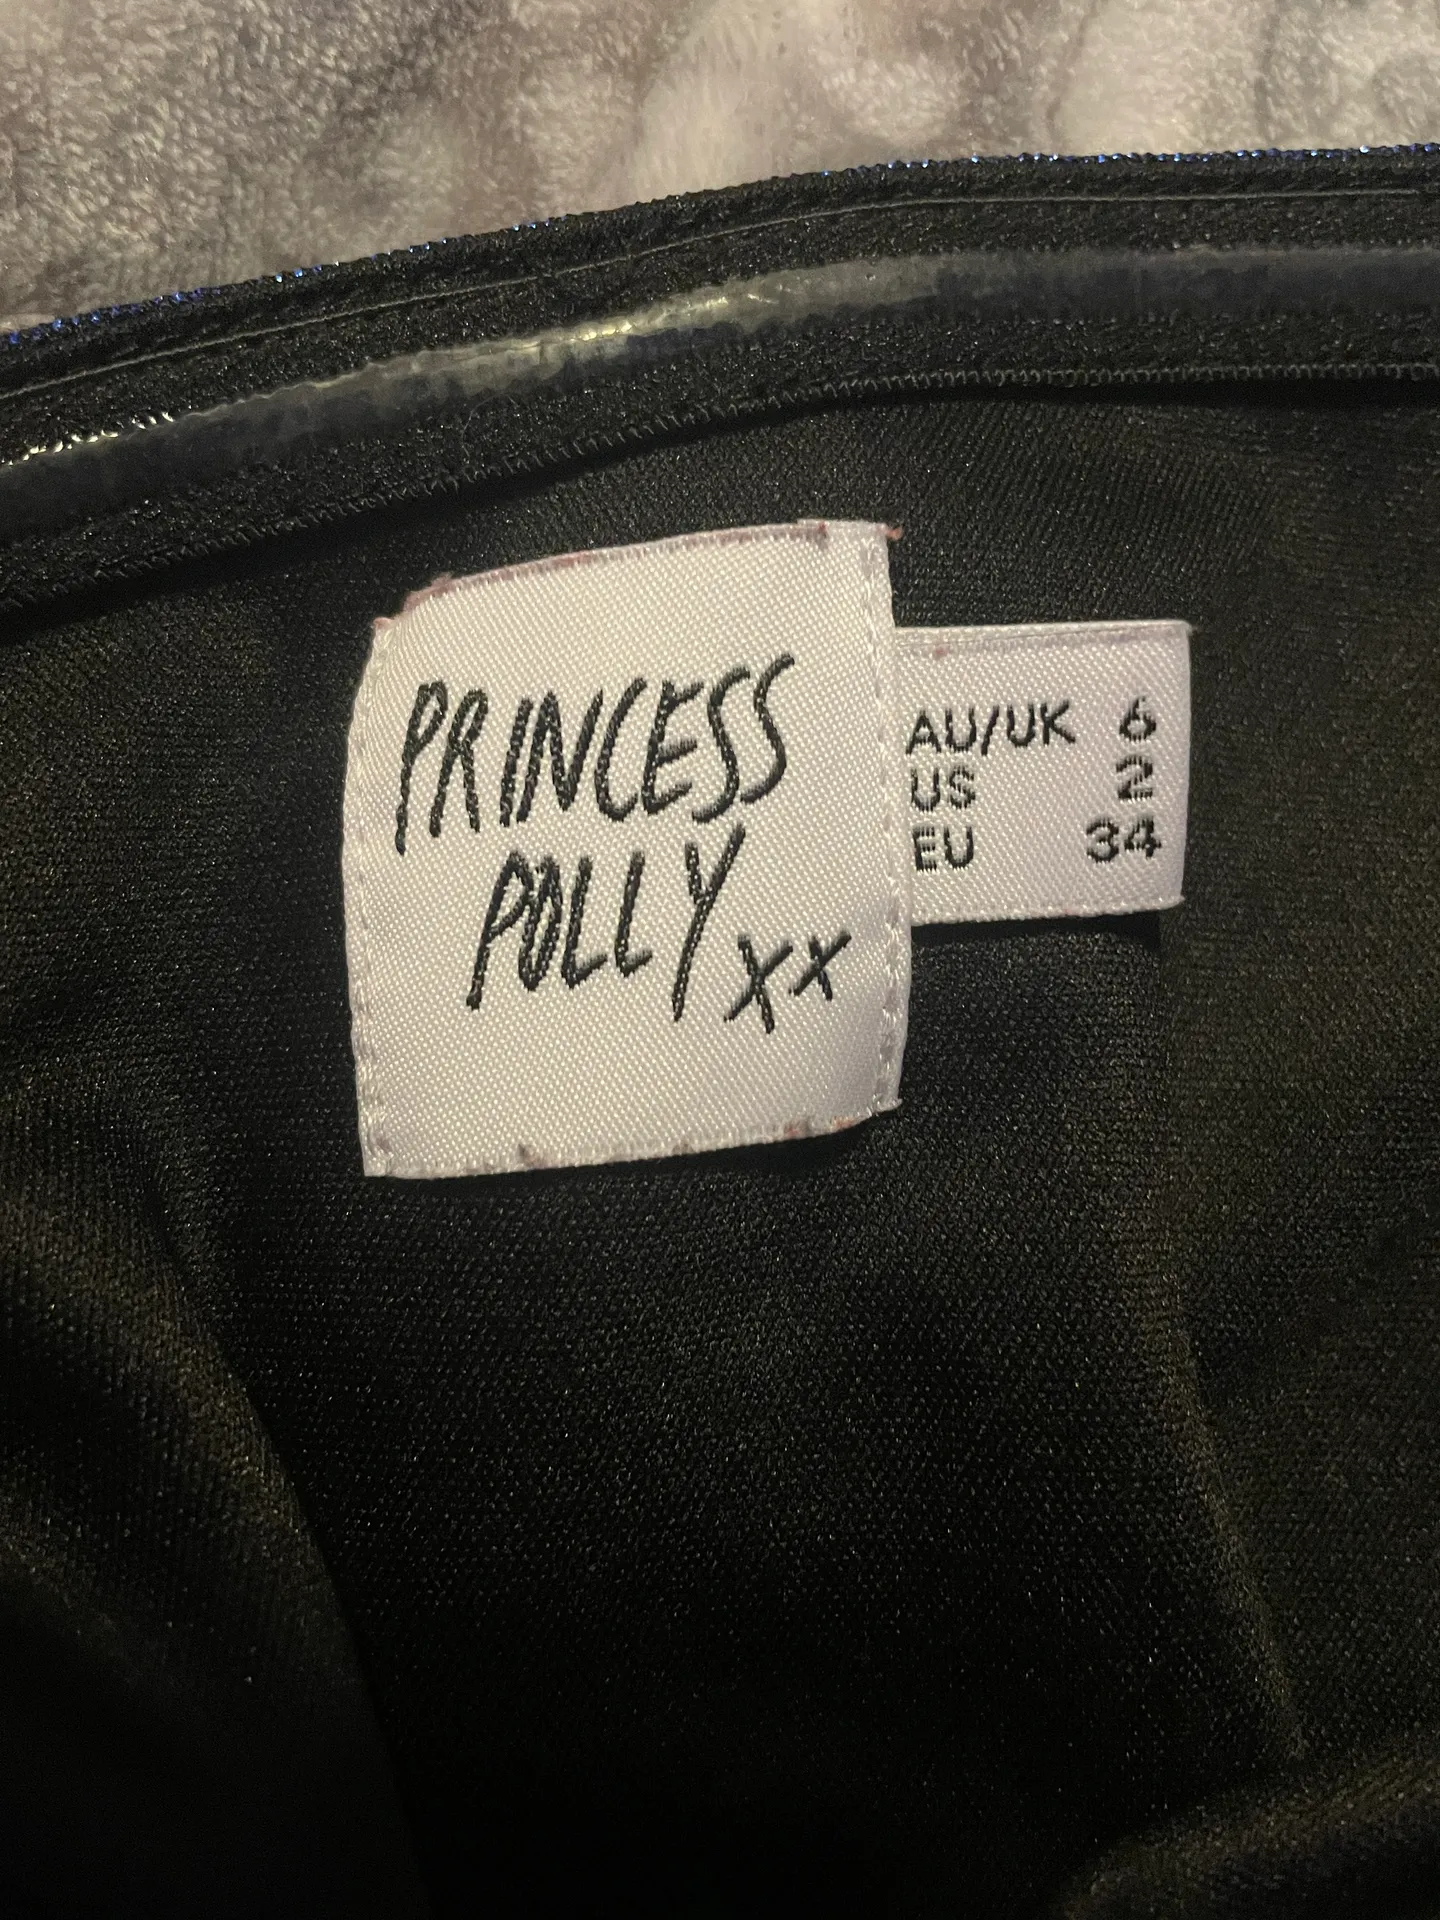 PRINCESS
POLLY xx
AU/UK 6
US 2
EU 34